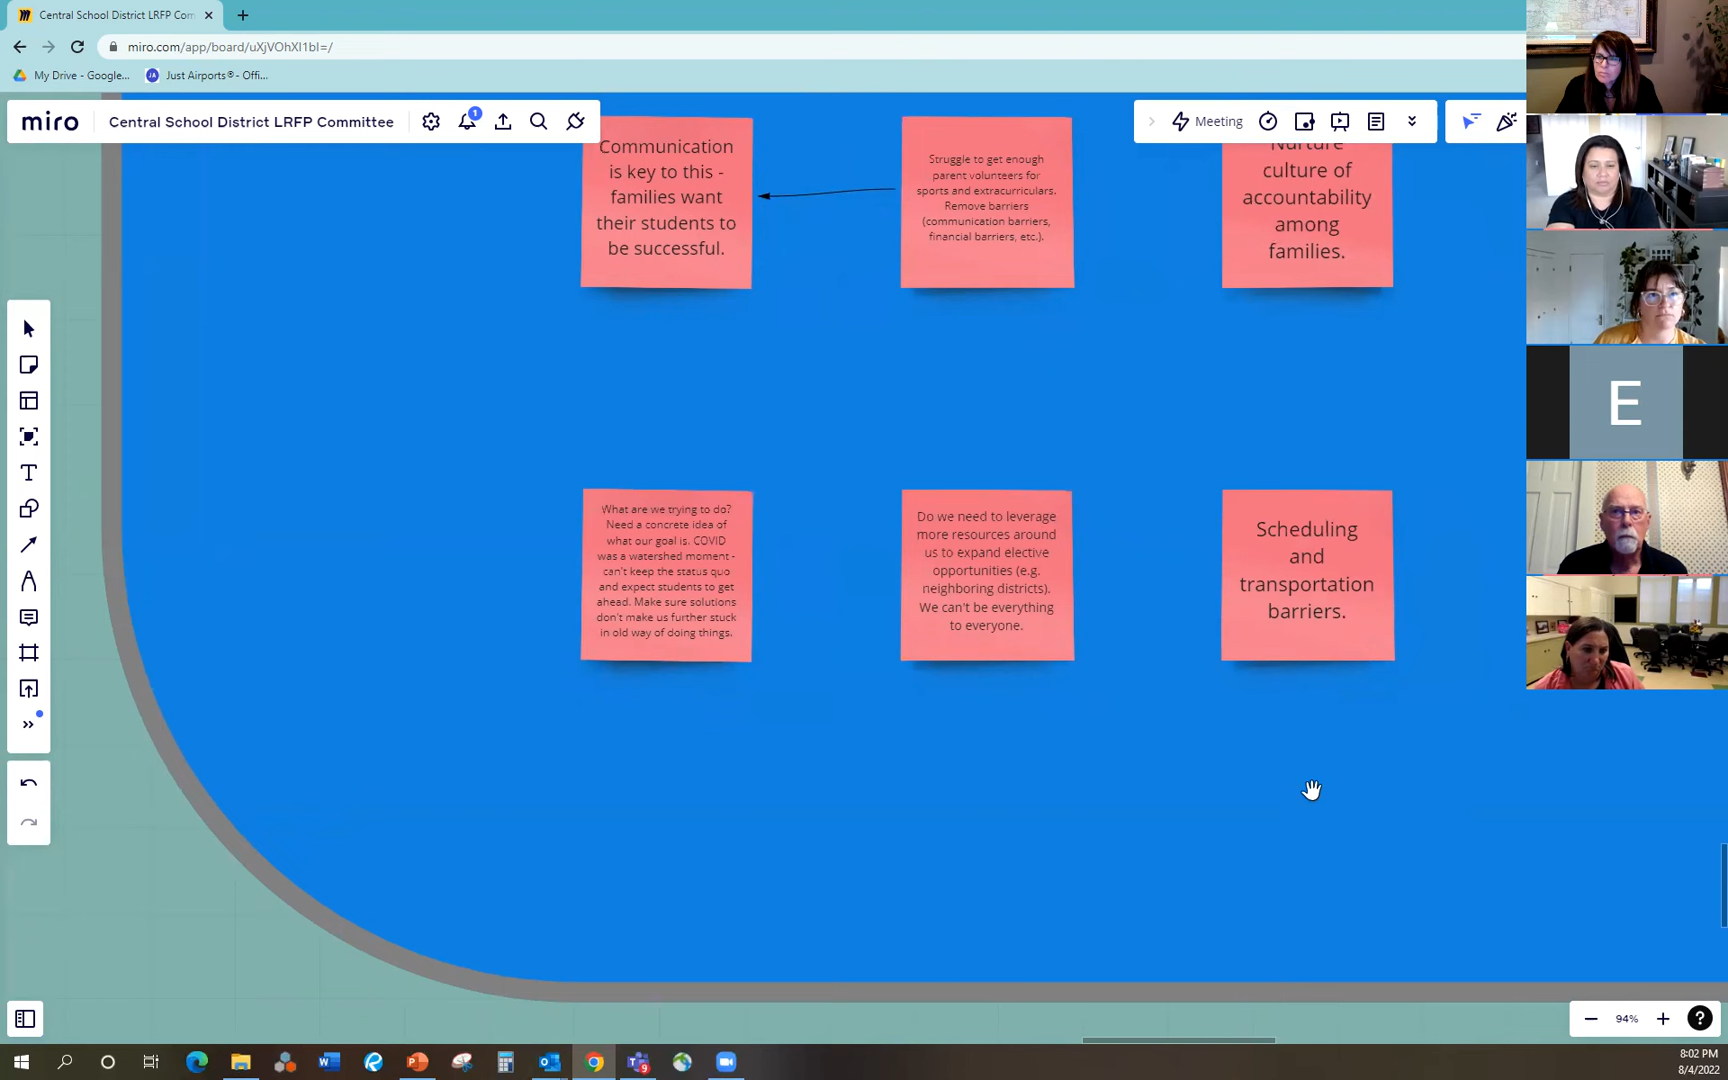 Central School District LRFP Com
miro.com/app/board/uXjVOhXI1bI=/
My Drive - Google...
Just Airports® - Offi...
miro
Central School District LRFP Committee
1
Meeting
Communication
is key to this -
families want
their students to
be successful.
Struggle to get enough
parent volunteers for
sports and extracurriculars.
Remove barriers
(communication barriers,
financial barriers, etc.).
Nurture
culture of
accountability
among
families.
E
What are we trying to do?
Need a concrete idea of
what our goal is. COVID
was a watershed moment -
can't keep the status quo
and expect students to get
ahead. Make sure solutions
don't make us further stuck
in old way of doing things.
Do we need to leverage
more resources around
us to expand elective
opportunities (e.g.
neighboring districts).
We can't be everything
to everyone.
Scheduling
and
transportation
barriers.
94%
8:02 PM
8/4/2022